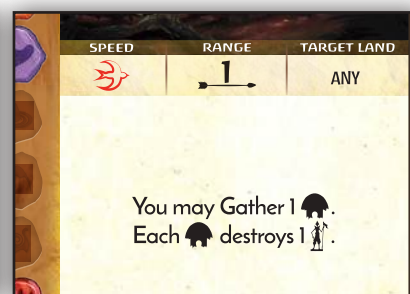 SPEED RANGE TARGET LAND
1 ANY
You may Gather 1 .
Each destroys 1 .